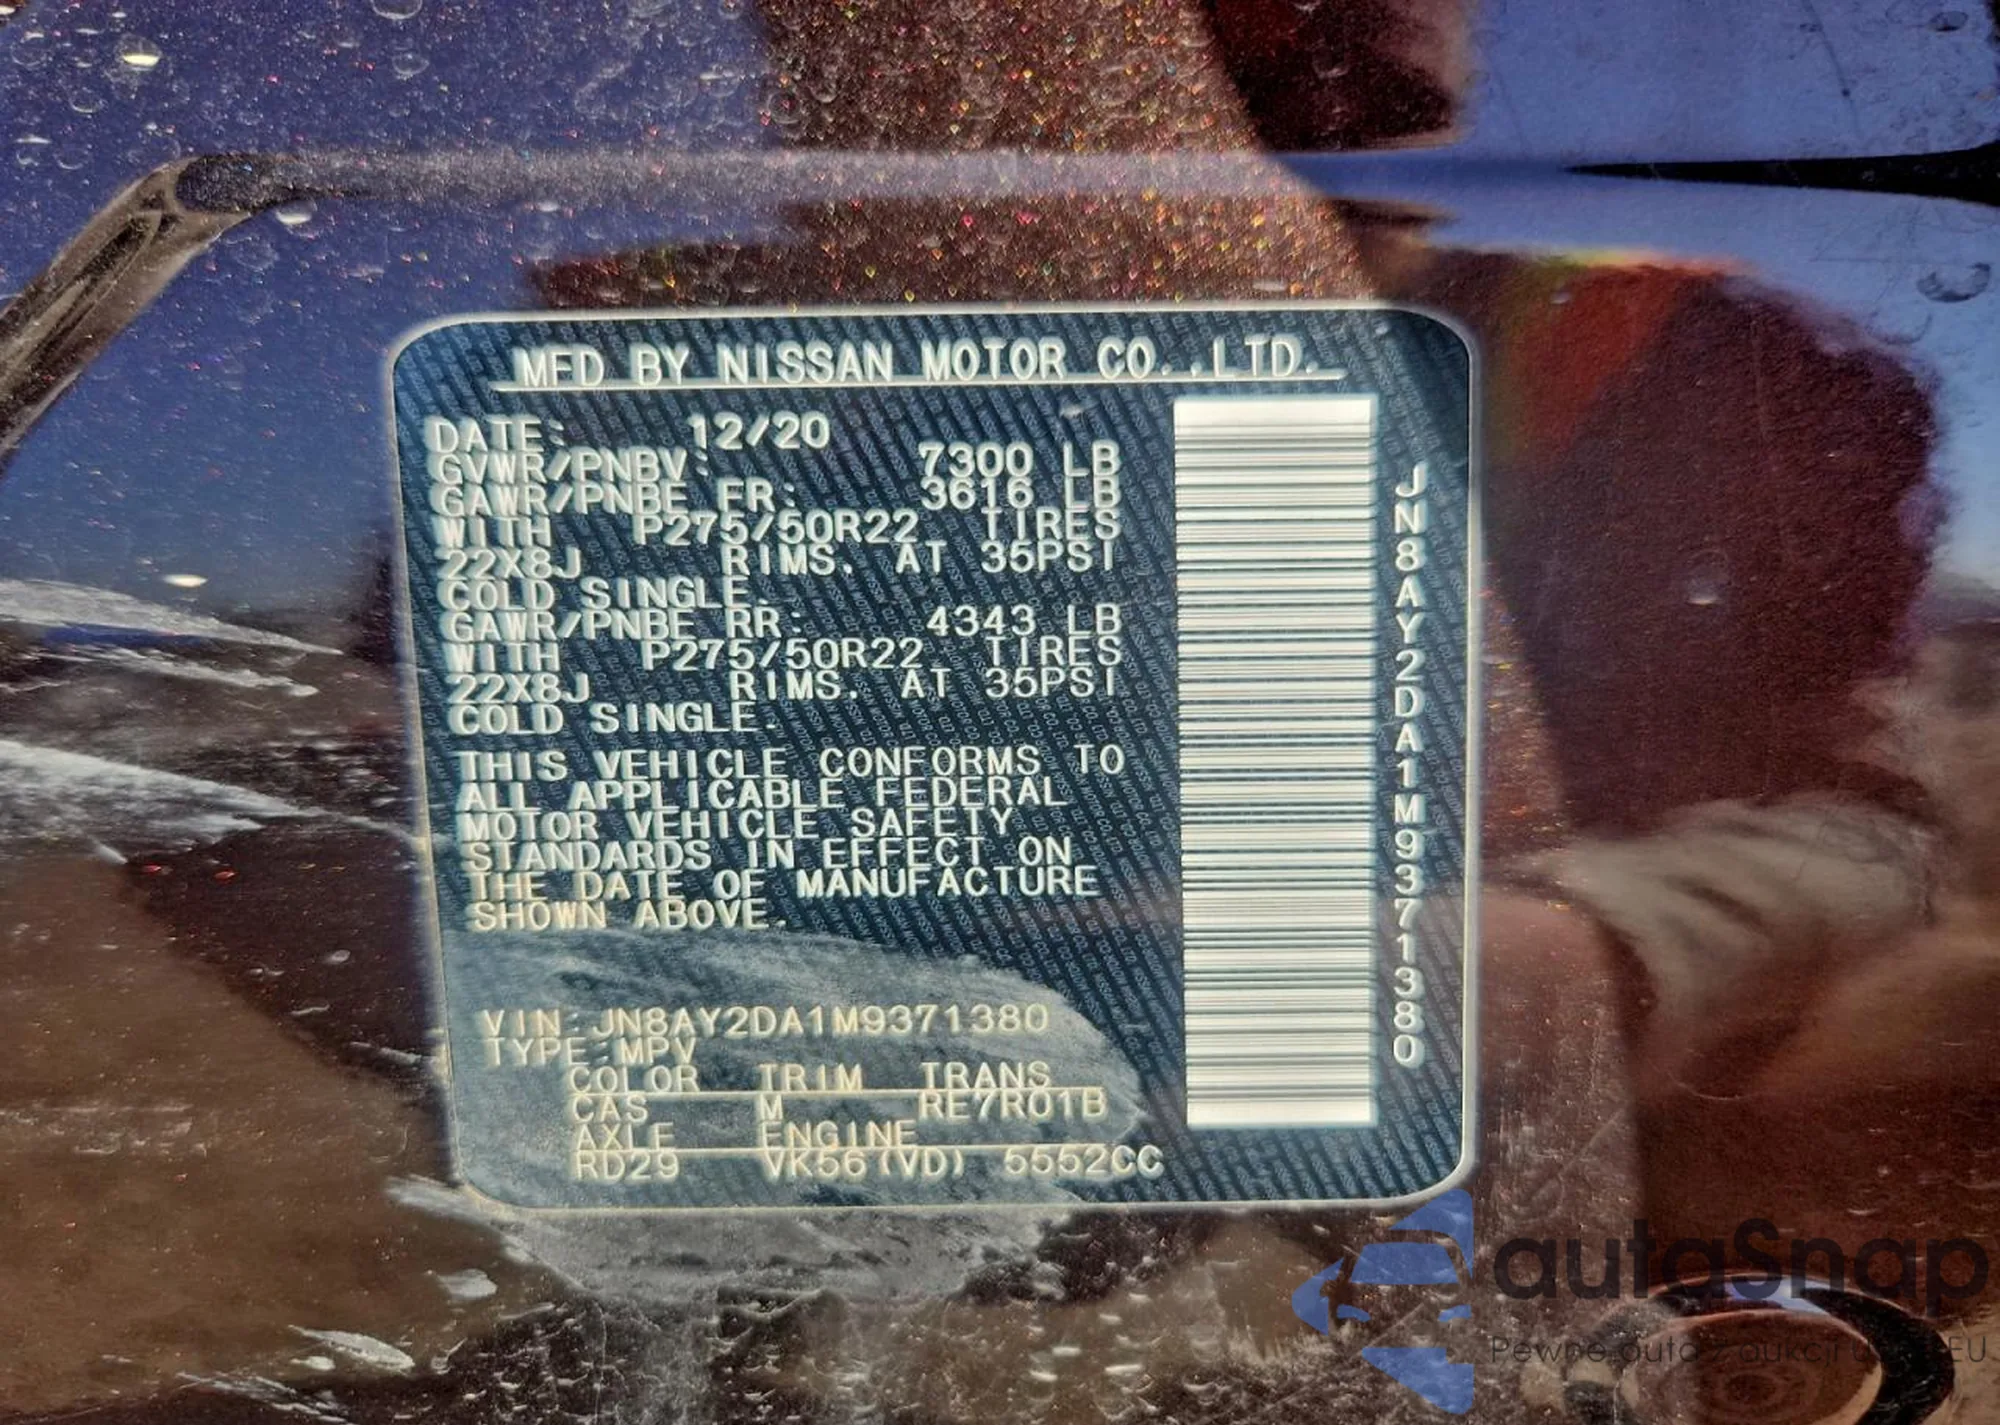 MFD BY NISSAN MOTOR CO.,LTD.
DATE: 12/20
GVWR/PNBV: 7300 LB
GAWR/PNBE FR: 3616 LB
WITH P275/50R22 TIRES
22X8J RIMS. AT 35PSI
COLD SINGLE.
GAWR/PNBE RR: 4343 LB
WITH P275/50R22 TIRES
22X8J RIMS. AT 35PSI
COLD SINGLE.
THIS VEHICLE CONFORMS TO
ALL APPLICABLE FEDERAL
MOTOR VEHICLE SAFETY
STANDARDS IN EFFECT ON
THE DATE OF MANUFACTURE
SHOWN ABOVE.
VIN:JN8AY2DA1M9371380
TYPE:MPV
COLOR TRIM TRANS
CAS M RE7R01B
AXLE ENGINE
RD29 VK56(VD) 5552CC
JN8AY2DA1M9371380
autaSnap
Pewne auta z aukcji EU